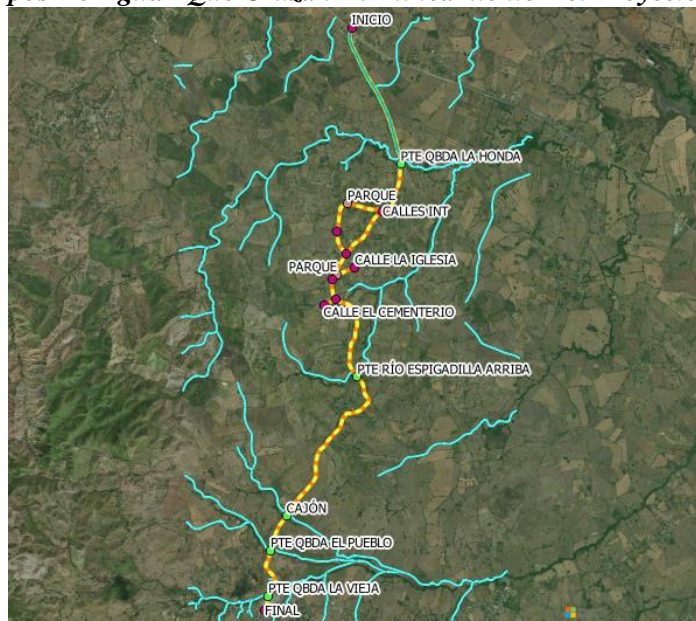 INICIO
PTE QBDA LA HONDA
PARQUE
CALLES INT
CALLE LA IGLESIA
PARQUE
CALLE EL CEMENTERIO
PTE RÍO ESPIGADILLA ARRIBA
CAJÓN
PTE QBDA EL PUEBLO
PTE QBDA LA VIEJA
FINAL